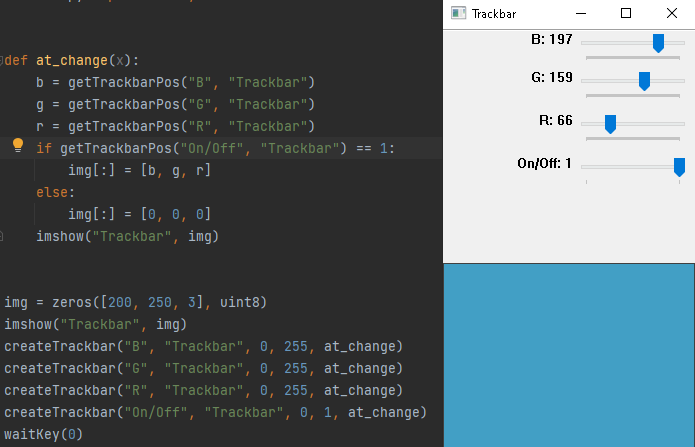 Trackbar
def at_change(x):
    b = getTrackbarPos("B", "Trackbar")
    g = getTrackbarPos("G", "Trackbar")
    r = getTrackbarPos("R", "Trackbar")
    if getTrackbarPos("On/Off", "Trackbar") == 1:
        img[:] = [b, g, r]
    else:
        img[:] = [0, 0, 0]
    imshow("Trackbar", img)
img = zeros([200, 250, 3], uint8)
imshow("Trackbar", img)
createTrackbar("B", "Trackbar", 0, 255, at_change)
createTrackbar("G", "Trackbar", 0, 255, at_change)
createTrackbar("R", "Trackbar", 0, 255, at_change)
createTrackbar("On/Off", "Trackbar", 0, 1, at_change)
waitKey(0)
B: 197
G: 159
R: 66
On/Off: 1